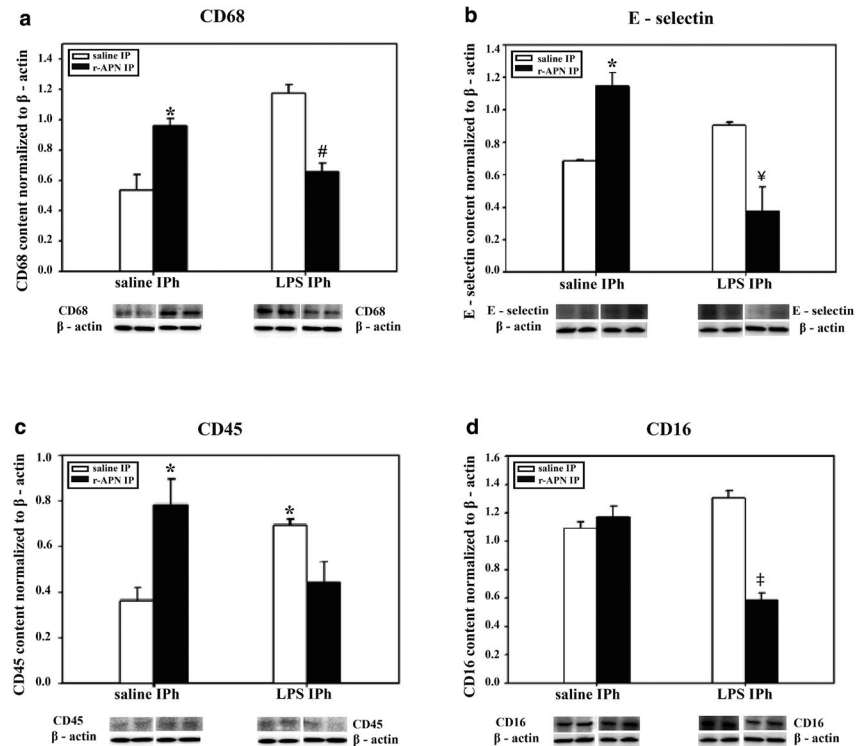 a
CD68
CD68 content normalized to β - actin
1.4
1.2
1.0
0.8
0.6
0.4
0.2
0.0
saline IP
r-APN IP
*
#
saline IPh
LPS IPh
CD68
CD68
β - actin
β - actin
b
E - selectin
E - selectin content normalized to β - actin
1.4
1.2
1.0
0.8
0.6
0.4
0.2
0.0
saline IP
r-APN IP
*
¥
saline IPh
LPS IPh
E - selectin
E - selectin
β - actin
β - actin
c
CD45
CD45 content normalized to β - actin
1.0
0.8
0.6
0.4
0.2
0.0
saline IP
r-APN IP
*
*
saline IPh
LPS IPh
CD45
CD45
β - actin
β - actin
d
CD16
CD16 content normalized to β - actin
1.6
1.4
1.2
1.0
0.8
0.6
0.4
0.2
0.0
saline IP
r-APN IP
‡
saline IPh
LPS IPh
CD16
CD16
β - actin
β - actin